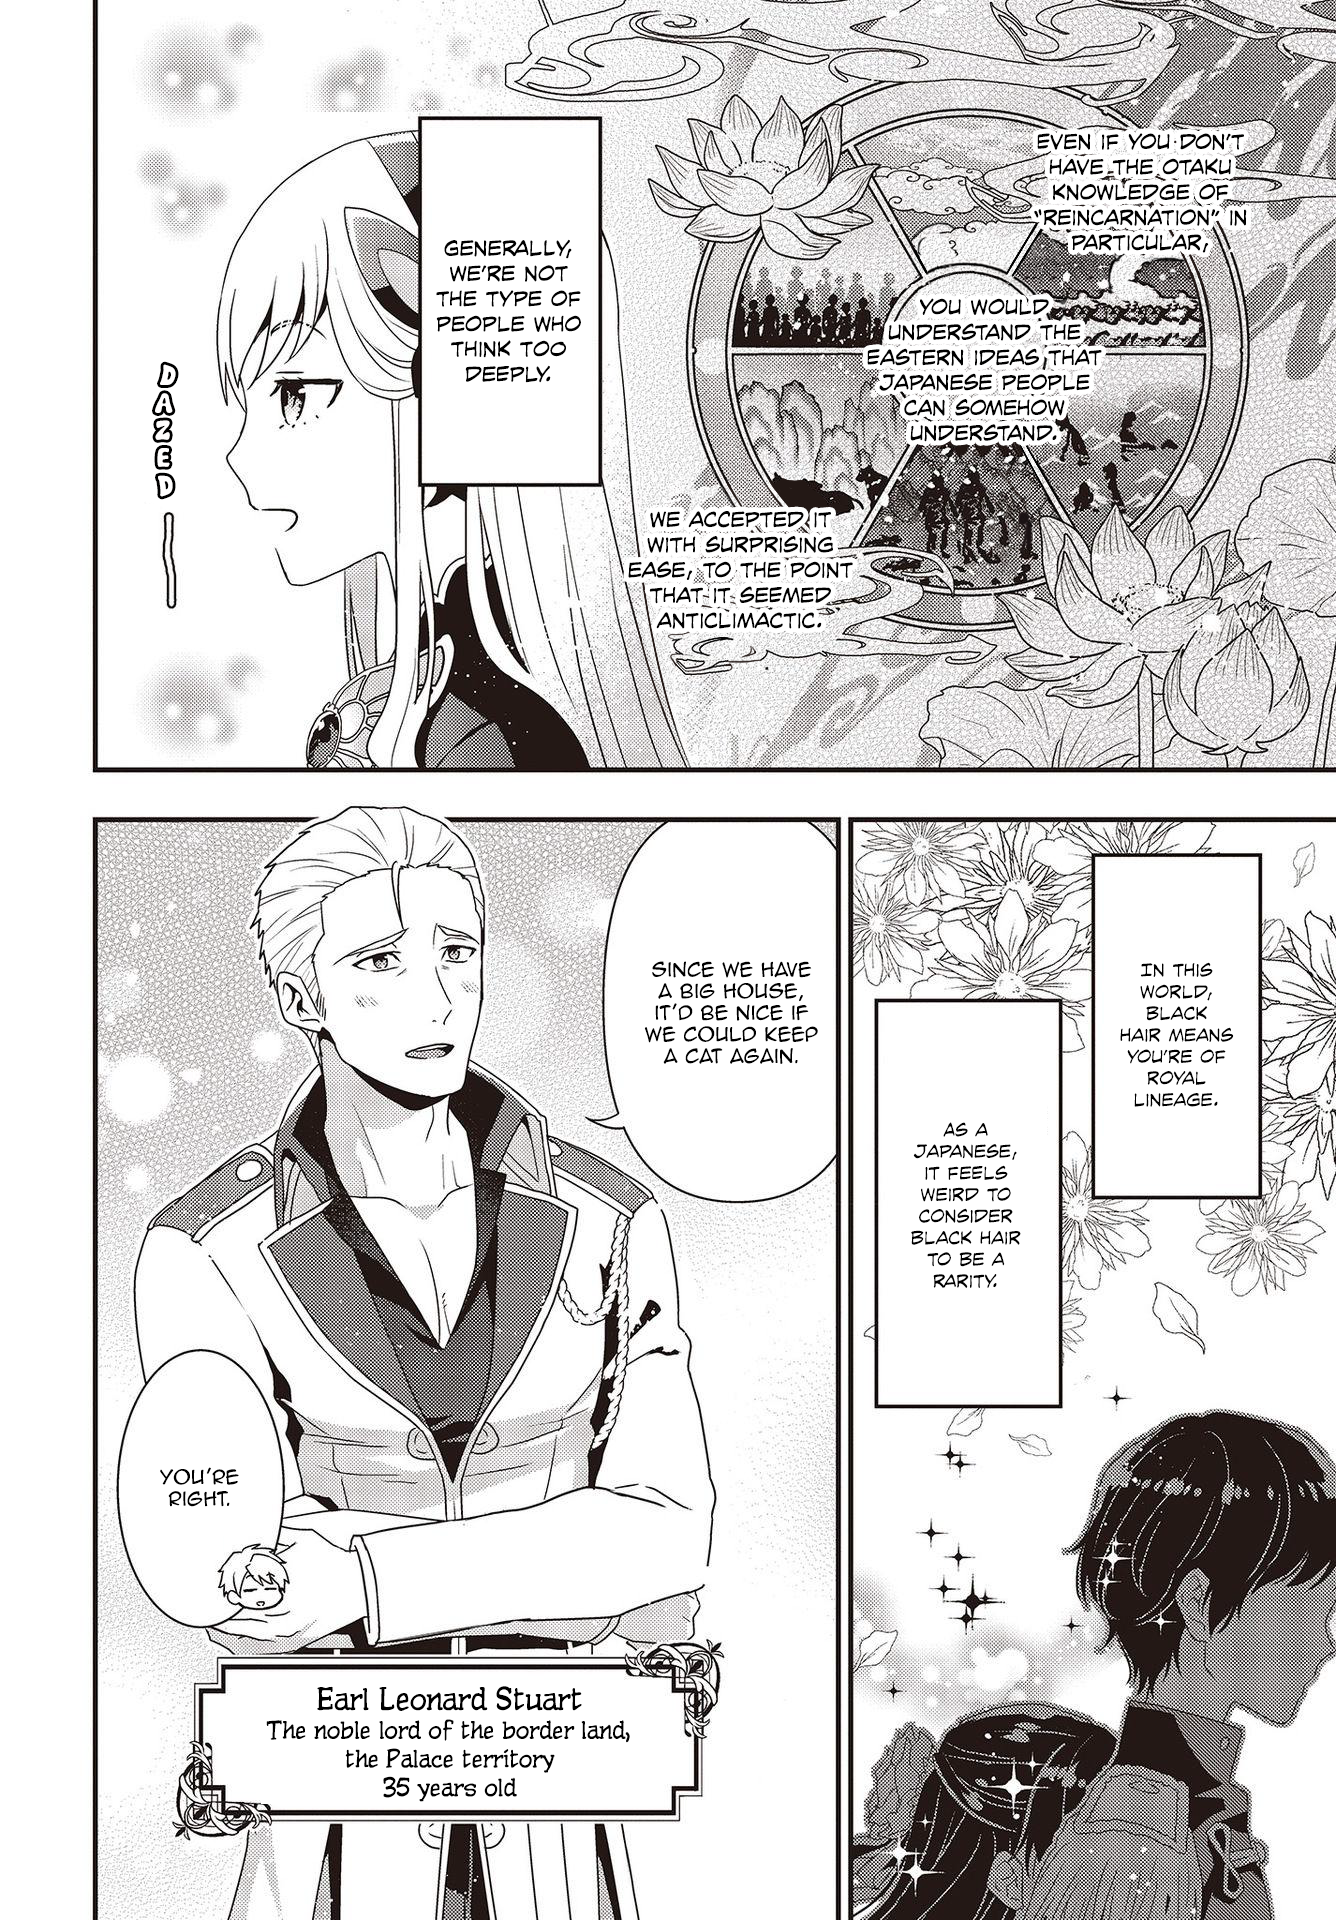 EVEN IF YOU DON'T
HAVE THE OTAKU
KNOWLEDGE OF
"REINCARNATION" IN
PARTICULAR,
YOU WOULD
UNDERSTAND THE
EASTERN IDEAS THAT
JAPANESE PEOPLE
CAN SOMEHOW
UNDERSTAND.
WE ACCEPTED IT
WITH SURPRISING
EASE, TO THE POINT
THAT IT SEEMED
ANTICLIMACTIC.
GENERALLY,
WE'RE NOT
THE TYPE OF
PEOPLE WHO
THINK TOO
DEEPLY.
DAZED
IN THIS
WORLD,
BLACK
HAIR MEANS
YOU'RE OF
ROYAL
LINEAGE.
AS A
JAPANESE,
IT FEELS
WEIRD TO
CONSIDER
BLACK HAIR
TO BE A
RARITY.
SINCE WE HAVE
A BIG HOUSE,
IT'D BE NICE IF
WE COULD KEEP
A CAT AGAIN.
YOU'RE
RIGHT.
Earl Leonard Stuart
The noble lord of the border land,
the Palace territory
35 years old